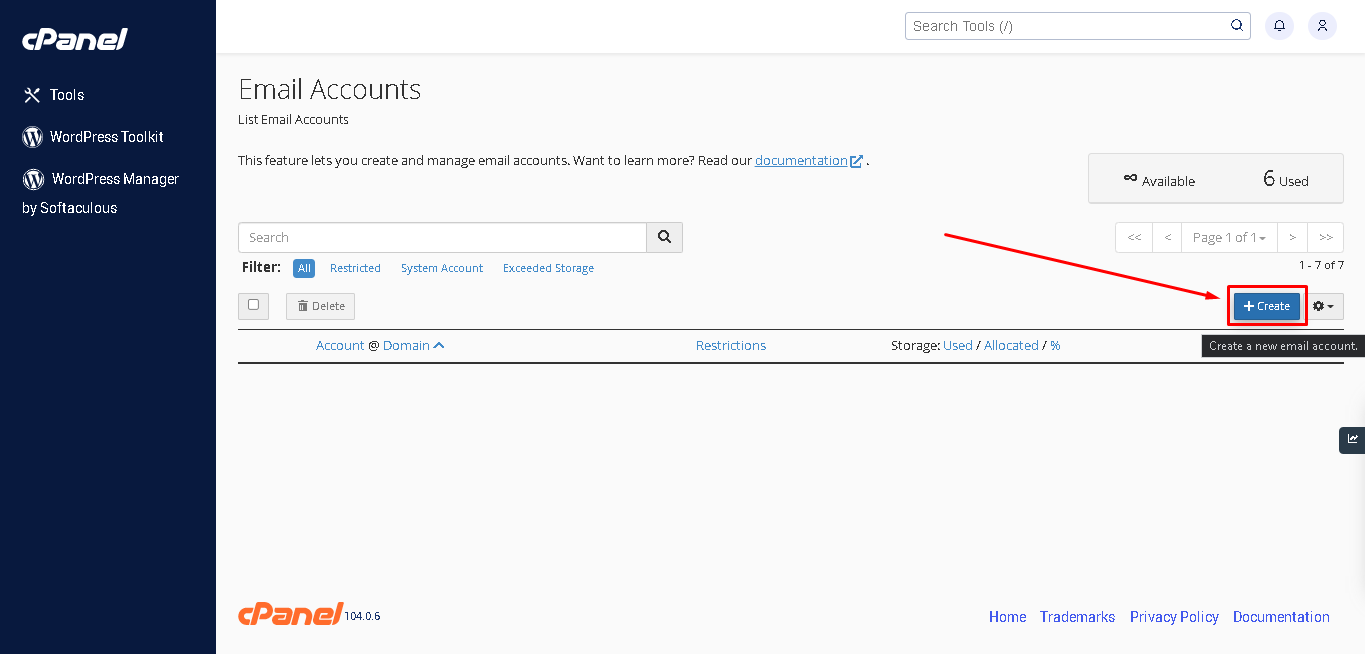 cPanel
Search Tools (/)
Tools
WordPress Toolkit
WordPress Manager
by Softaculous
Email Accounts
List Email Accounts
This feature lets you create and manage email accounts. Want to learn more? Read our documentation .
∞ Available 6 Used
Search
<< < Page 1 of 1 > >>
Filter: All Restricted System Account Exceeded Storage
1 - 7 of 7
Delete
+ Create
Account @ Domain Restrictions Storage: Used / Allocated / %
Create a new email account.
cPanel 104.0.6
Home Trademarks Privacy Policy Documentation